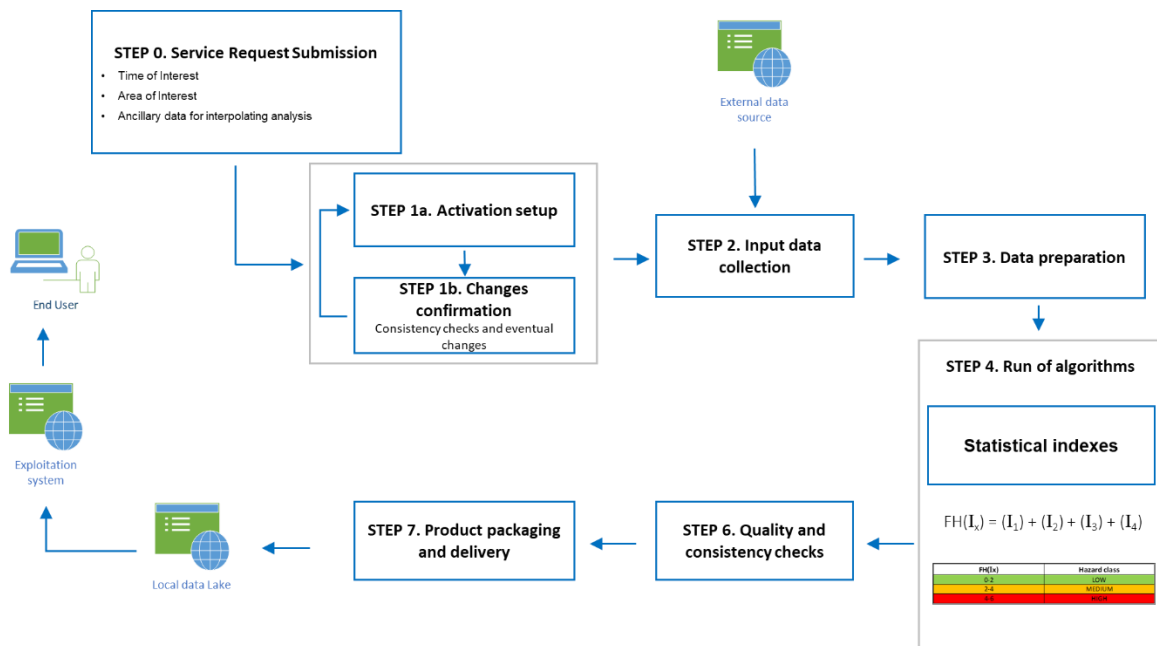 STEP 0. Service Request Submission
• Time of Interest
• Area of Interest
• Ancillary data for interpolating analysis
External data
source
STEP 1a. Activation setup
STEP 1b. Changes
confirmation
Consistency checks and eventual
changes
STEP 2. Input data
collection
STEP 3. Data preparation
End User
STEP 4. Run of algorithms
Statistical indexes
FH(Iₓ) = (I₁) + (I₂) + (I₃) + (I₄)
FH(Ix) Hazard class
0-2 LOW
2-4 MEDIUM
4-6 HIGH
STEP 6. Quality and
consistency checks
STEP 7. Product packaging
and delivery
Local data Lake
Exploitation
system